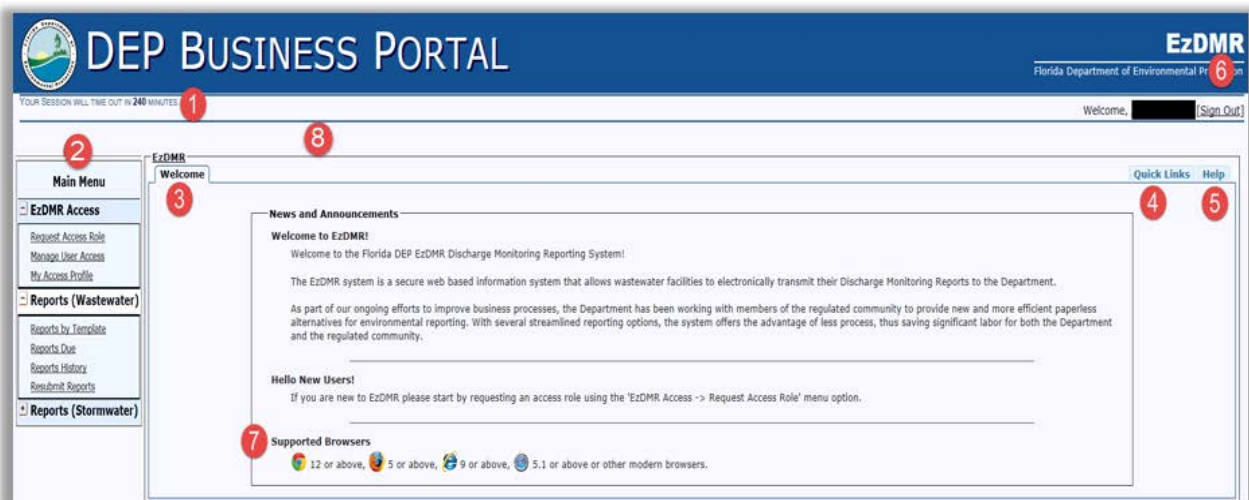 DEP BUSINESS PORTAL
EzDMR
Florida Department of Environmental
6
YOUR SESSION WILL TIME OUT IN 240 MINUTES.
1
Welcome, [Sign Out]
8
2
EzDMR
Main Menu
Welcome
Quick Links Help
3
4
5
EzDMR Access
Request Access Role
Manage User Access
My Access Profile
Reports (Wastewater)
Reports by Template
Reports Due
Reports History
Resubmit Reports
Reports (Stormwater)
News and Announcements
Welcome to EzDMR!
Welcome to the Florida DEP EzDMR Discharge Monitoring Reporting System!
The EzDMR system is a secure web based information system that allows wastewater facilities to electronically transmit their Discharge Monitoring Reports to the Department.
As part of our ongoing efforts to improve business processes, the Department has been working with members of the regulated community to provide new and more efficient paperless
alternatives for environmental reporting. With several streamlined reporting options, the system offers the advantage of less process, thus saving significant labor for both the Department
and the regulated community.
Hello New Users!
If you are new to EzDMR please start by requesting an access role using the 'EzDMR Access -> Request Access Role' menu option.
7
Supported Browsers
12 or above, 5 or above, 9 or above, 5.1 or above or other modern browsers.